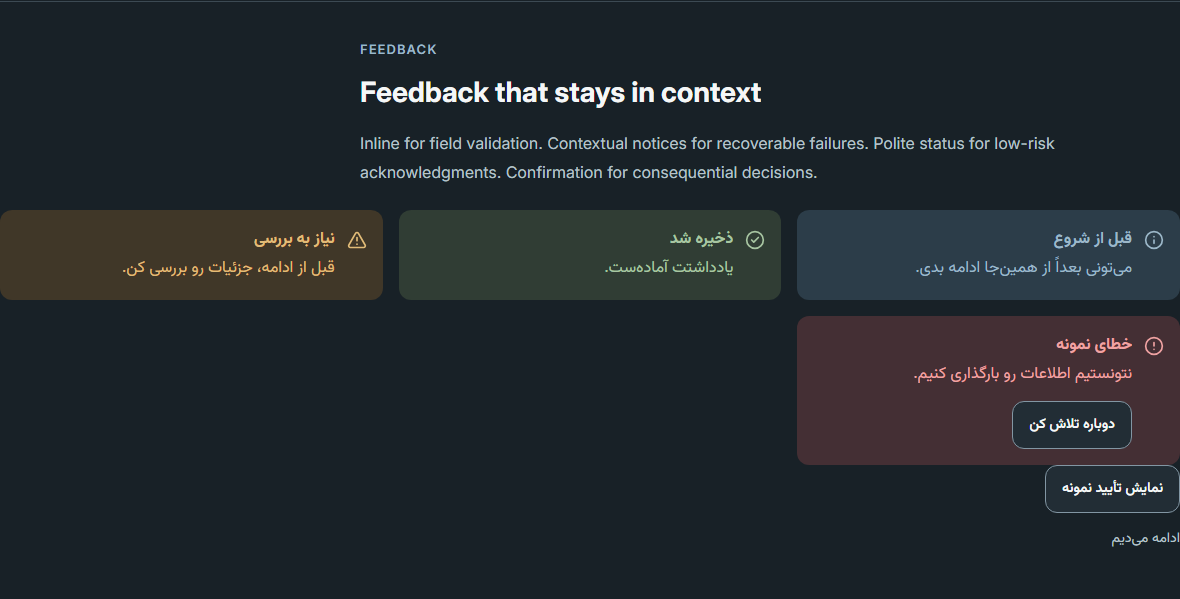 FEEDBACK
Feedback that stays in context
Inline for field validation. Contextual notices for recoverable failures. Polite status for low-risk
acknowledgments. Confirmation for consequential decisions.
قبل از شروع
می‌تونی بعداً از همین‌جا ادامه بدی.
ذخیره شد
یادداشتت آماده‌ست.
نیاز به بررسی
قبل از ادامه، جزئیات رو بررسی کن.
خطای نمونه
نتونستیم اطلاعات رو بارگذاری کنیم.
دوباره تلاش کن
نمایش تأیید نمونه
ادامه می‌دیم